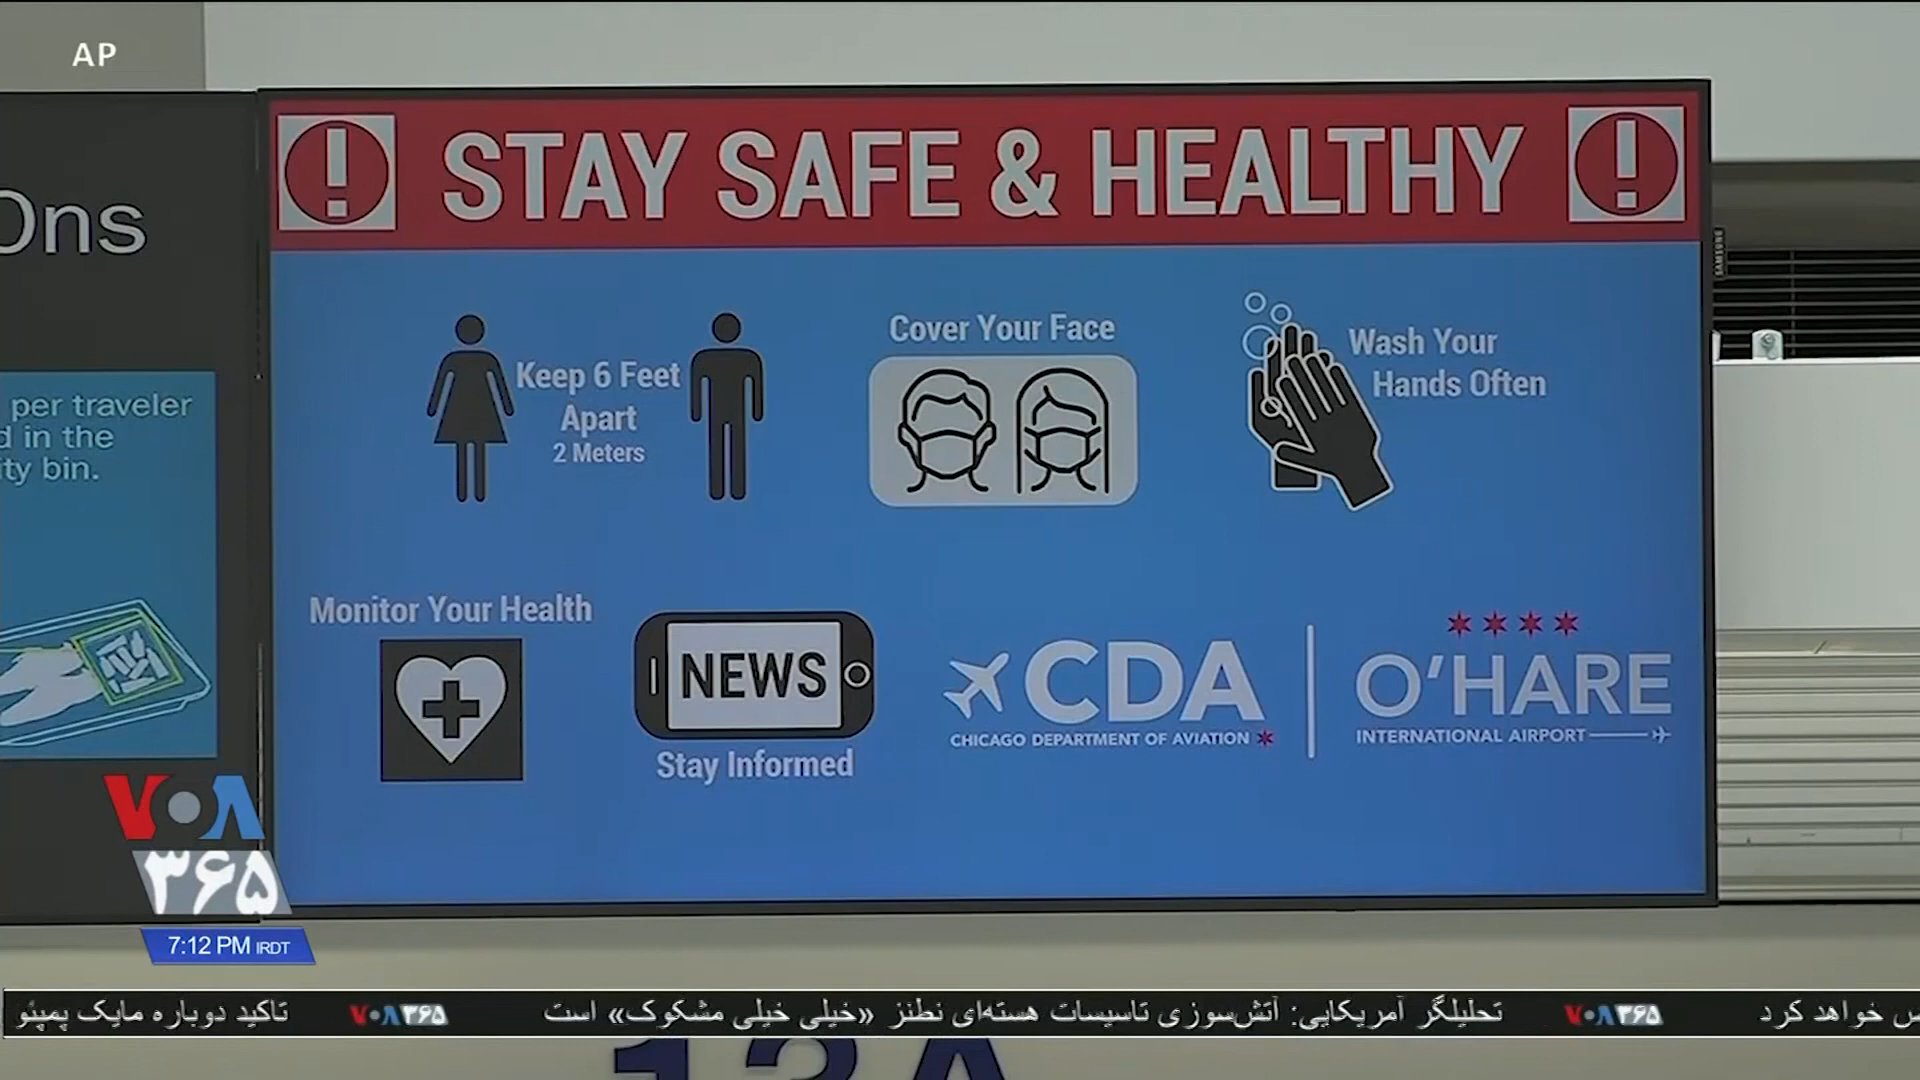 AP
STAY SAFE & HEALTHY
Ons
per traveler
d in the
ity bin.
SAMSUNG
Keep 6 Feet
Apart
2 Meters
Cover Your Face
Wash Your
Hands Often
Monitor Your Health
NEWS
Stay Informed
CDA
CHICAGO DEPARTMENT OF AVIATION
O'HARE
INTERNATIONAL AIRPORT
VOA
۳۶۵
7:12 PM IRDT
س خواهد کرد VOA۳۶۵ تحلیلگر آمریکایی: آتش‌سوزی تاسیسات هسته‌ای نطنز «خیلی خیلی مشکوک» است VOA۳۶۵ تاکید دوباره مایک پمپئو